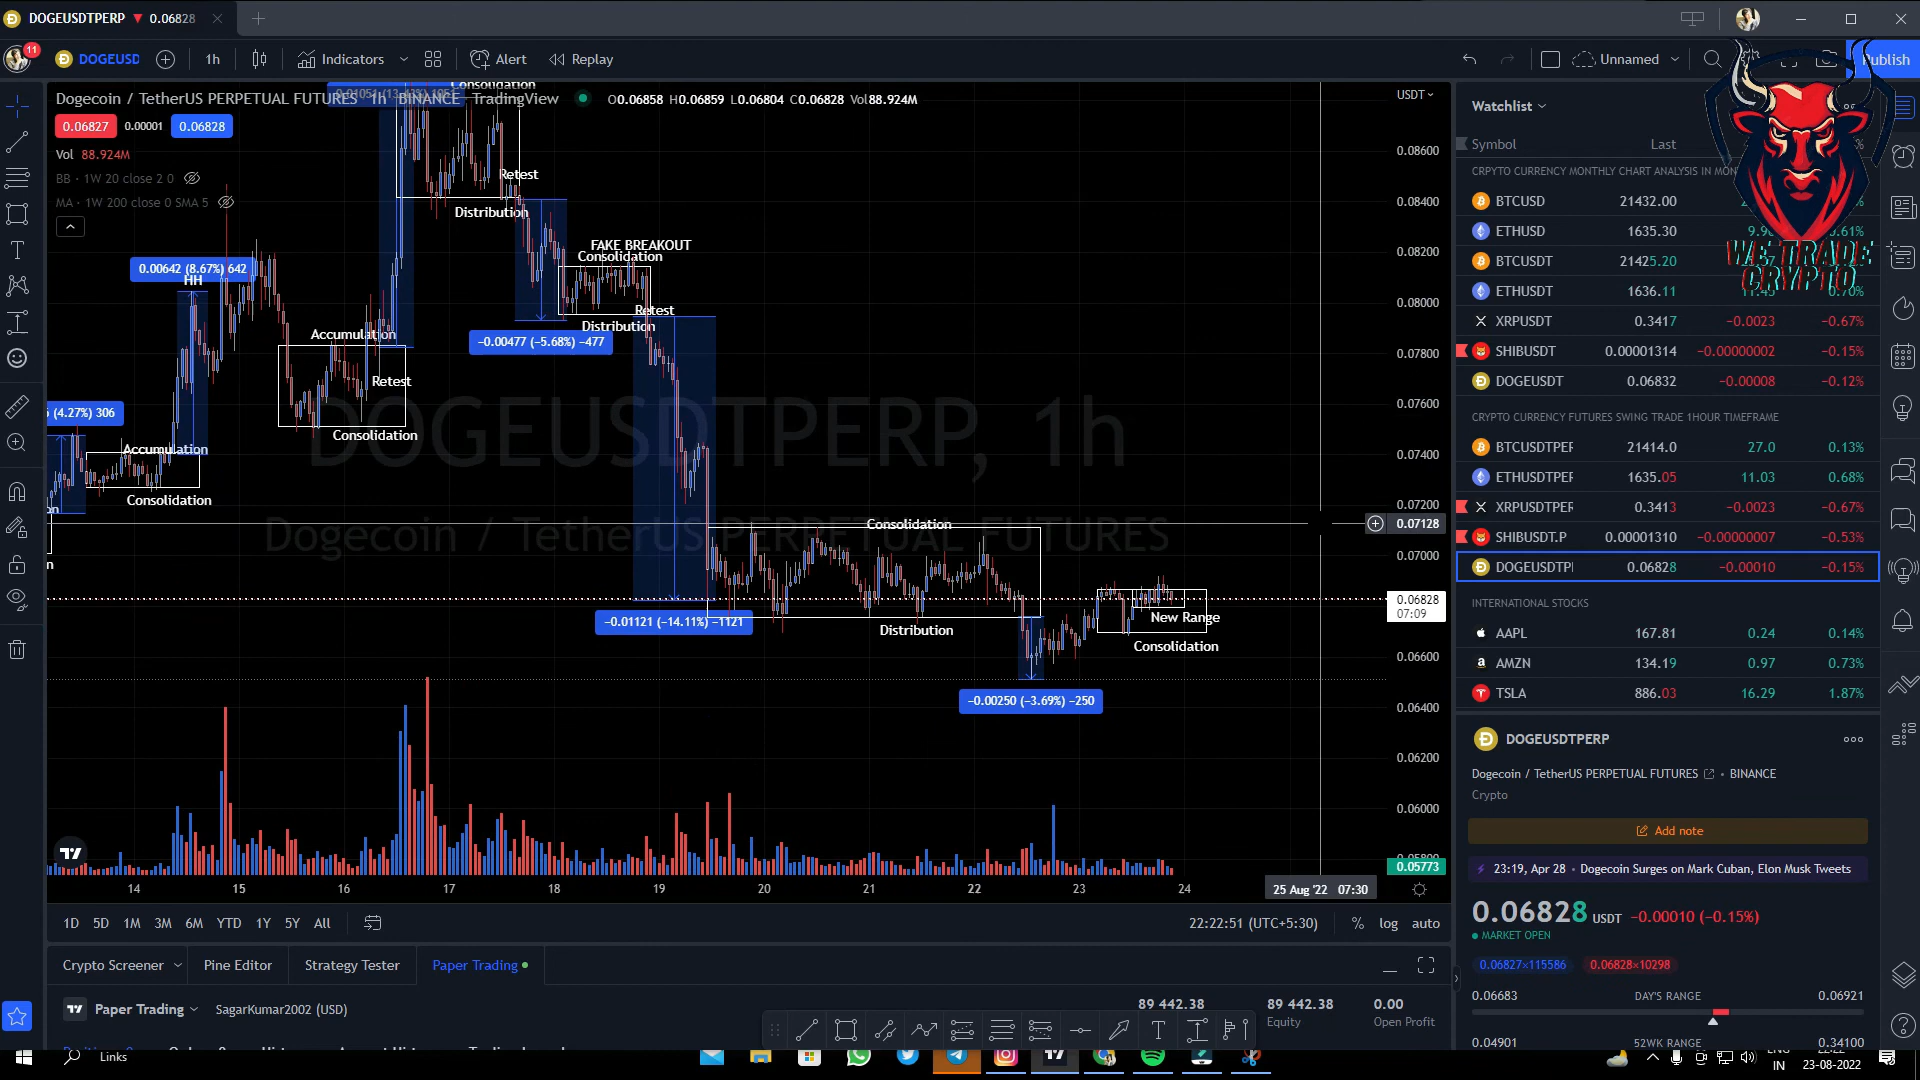 DOGEUSDTPERP ▼ 0.06828
11
DOGEUSD
1h
Indicators
Alert
Replay
Unnamed
Publish
Dogecoin / TetherUS PERPETUAL FUTURES · 1h · BINANCE · TradingView
O0.06858 H0.06859 L0.06804 C0.06828 Vol88.924M
USDT
0.06827
0.00001
0.06828
Vol 88.924M
BB · 1W 20 close 2 0
MA · 1W 200 close 0 SMA 5
Consolidation
Retest
Distribution
FAKE BREAKOUT
Consolidation
0.00642 (8.67%) 642
HH
Retest
Distribution
Accumulation
−0.00477 (−5.68%) −477
Retest
(4.27%) 306
Consolidation
Accumulation
Consolidation
DOGEUSDTPERP, 1h
Dogecoin / TetherUS PERPETUAL FUTURES
Consolidation
−0.01121 (−14.11%) −1121
Distribution
New Range
Consolidation
−0.00250 (−3.69%) −250
0.08600
0.08400
0.08200
0.08000
0.07800
0.07600
0.07400
0.07200
0.07128
0.07000
0.06828
07:09
0.06600
0.06400
0.06200
0.06000
0.05773
14 15 16 17 18 19 20 21 22 23 24
25 Aug '22 07:30
1D 5D 1M 3M 6M YTD 1Y 5Y All
22:22:51 (UTC+5:30)
% log auto
Crypto Screener
Pine Editor
Strategy Tester
Paper Trading
Paper Trading
SagarKumar2002 (USD)
89 442.38
89 442.38
Equity
0.00
Open Profit
Watchlist
Symbol
Last
WE TRADE
CRYPTO
BTCUSD 21432.00
ETHUSD 1635.30
BTCUSDT 21425.20
ETHUSDT 1636.11
XRPUSDT 0.3417 −0.0023 −0.67%
SHIBUSDT 0.00001314 −0.00000002 −0.15%
DOGEUSDT 0.06832 −0.00008 −0.12%
CRYPTO CURRENCY FUTURES SWING TRADE 1HOUR TIMEFRAME
BTCUSDTPER 21414.0 27.0 0.13%
ETHUSDTPER 1635.05 11.03 0.68%
XRPUSDTPER 0.3413 −0.0023 −0.67%
SHIBUSDT.P 0.00001310 −0.00000007 −0.53%
DOGEUSDTPI 0.06828 −0.00010 −0.15%
INTERNATIONAL STOCKS
AAPL 167.81 0.24 0.14%
AMZN 134.19 0.97 0.73%
TSLA 886.03 16.29 1.87%
DOGEUSDTPERP
Dogecoin / TetherUS PERPETUAL FUTURES • BINANCE
Crypto
Add note
23:19, Apr 28 • Dogecoin Surges on Mark Cuban, Elon Musk Tweets
0.06828 USDT −0.00010 (−0.15%)
MARKET OPEN
0.06827×115586
0.06828×10298
0.06683 DAY'S RANGE 0.06921
0.04901 52WK RANGE 0.34100
Links
IN
23-08-2022